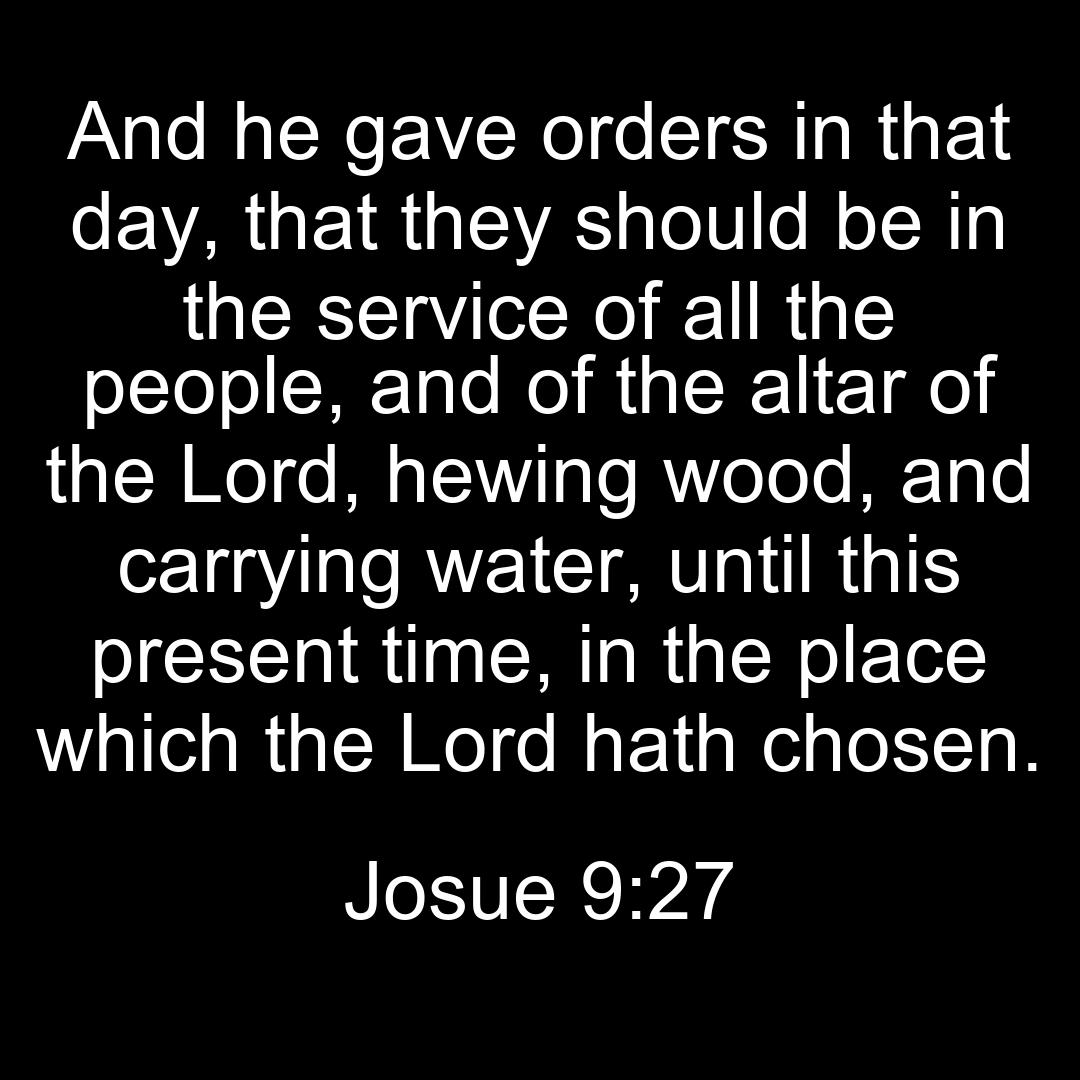 And he gave orders in that
day, that they should be in
the service of all the
people, and of the altar of
the Lord, hewing wood, and
carrying water, until this
present time, in the place
which the Lord hath chosen.
Josue 9:27